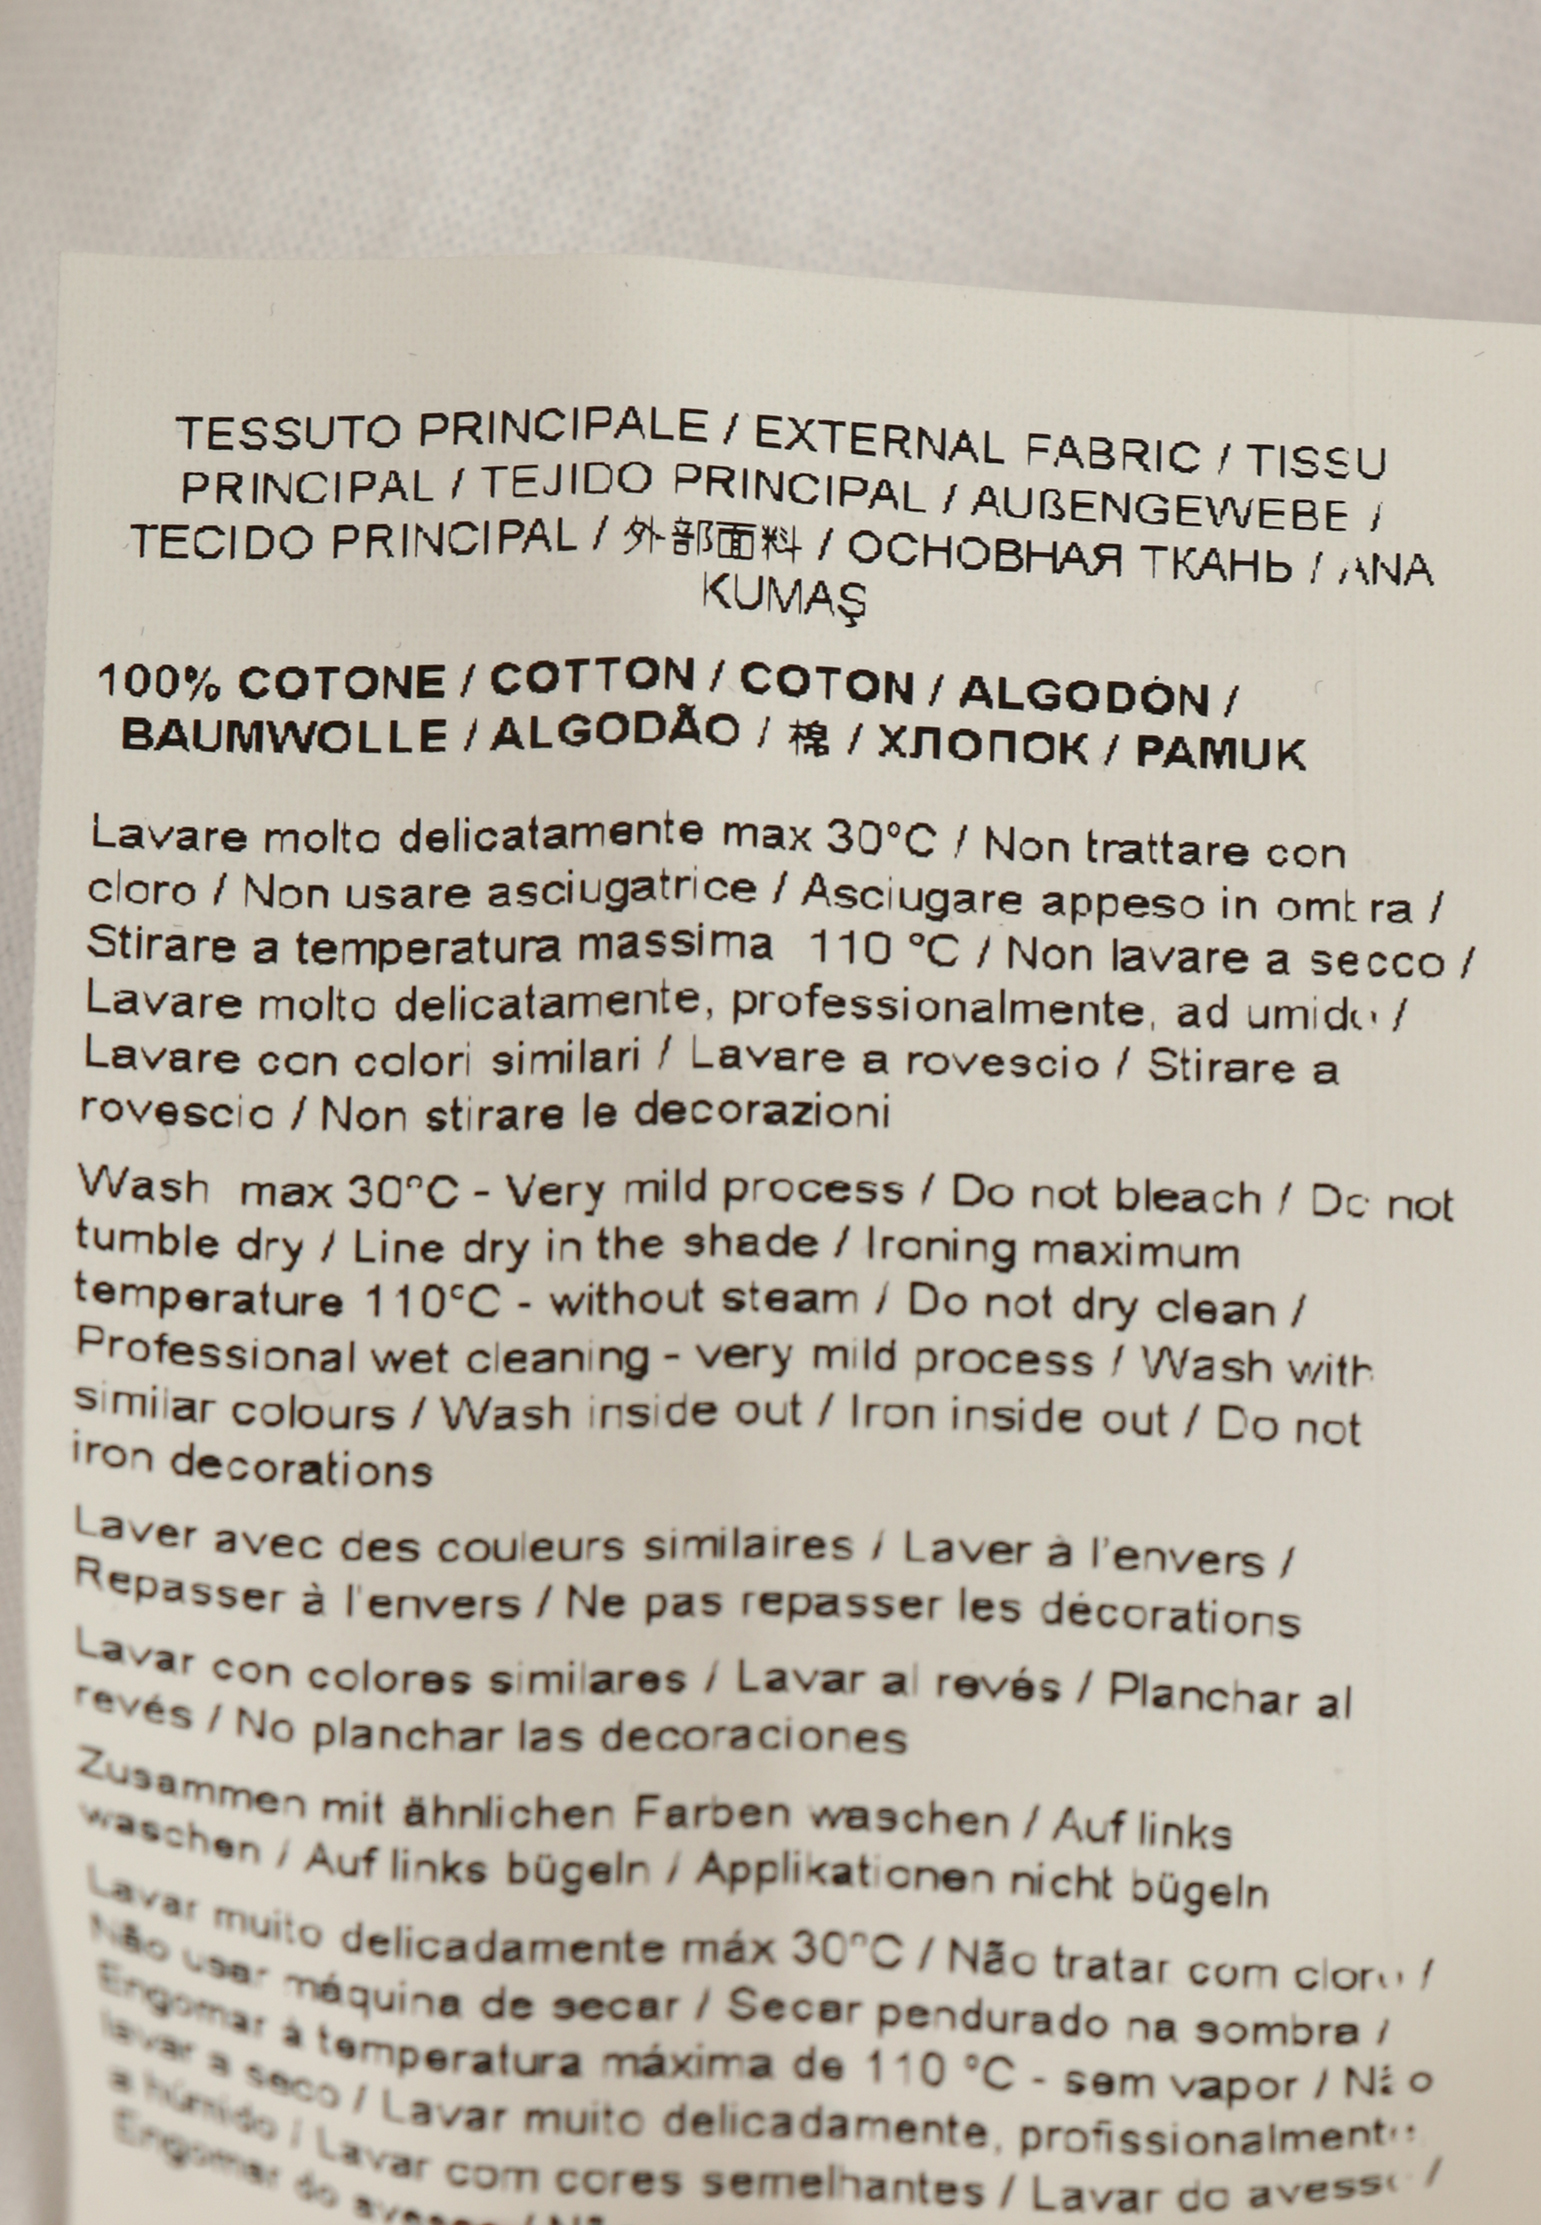 TESSUTO PRINCIPALE / EXTERNAL FABRIC / TISSU
PRINCIPAL / TEJIDO PRINCIPAL / AUßENGEWEBE /
TECIDO PRINCIPAL / 外部面料 / ОСНОВНАЯ ТКАНЬ / ANA
KUMAŞ
100% COTONE / COTTON / COTON / ALGODÓN /
BAUMWOLLE / ALGODÃO / 棉 / ХЛОПОК / PAMUK
Lavare molto delicatamente max 30°C / Non trattare con
cloro / Non usare asciugatrice / Asciugare appeso in ombra /
Stirare a temperatura massima 110 °C / Non lavare a secco /
Lavare molto delicatamente, professionalmente, ad umido /
Lavare con colori similari / Lavare a rovescio / Stirare a
rovescio / Non stirare le decorazioni
Wash max 30°C - Very mild process / Do not bleach / Do not
tumble dry / Line dry in the shade / Ironing maximum
temperature 110°C - without steam / Do not dry clean /
Professional wet cleaning - very mild process / Wash with
similar colours / Wash inside out / Iron inside out / Do not
iron decorations
Laver avec des couleurs similaires / Laver à l'envers /
Repasser à l'envers / Ne pas repasser les décorations
Lavar con colores similares / Lavar al revés / Planchar al
revés / No planchar las decoraciones
Zusammen mit ähnlichen Farben waschen / Auf links
waschen / Auf links bügeln / Applikationen nicht bügeln
Lavar muito delicadamente máx 30°C / Não tratar com cloro /
Não usar máquina de secar / Secar pendurado na sombra /
Engomar à temperatura máxima de 110 °C - sem vapor / Não
lavar a seco / Lavar muito delicadamente, profissionalmente,
a húmido / Lavar com cores semelhantes / Lavar do avesso /
Engomar do avesso /